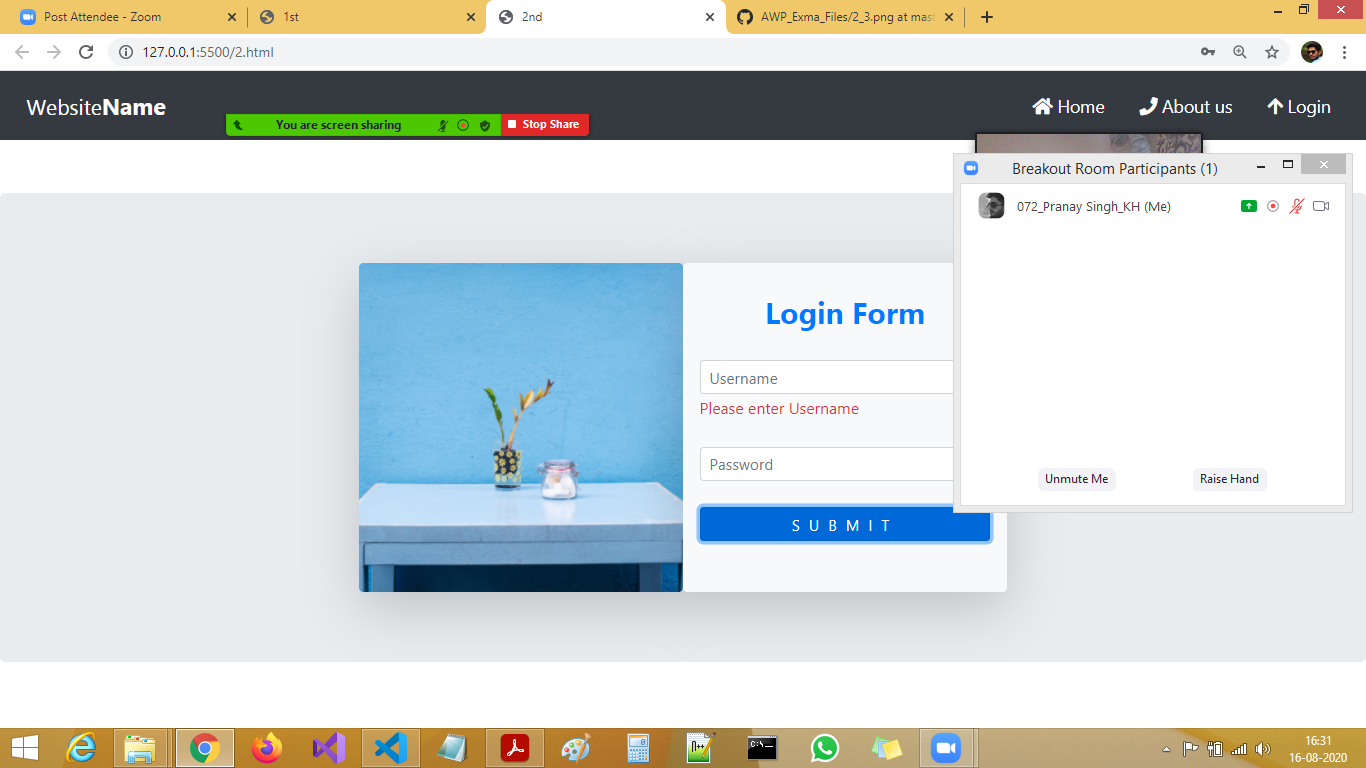 Post Attendee - Zoom
1st
2nd
AWP_Exma_Files/2_3.png at mast
127.0.0.1:5500/2.html
WebsiteName
Home
About us
Login
You are screen sharing
Stop Share
Breakout Room Participants (1)
072_Pranay Singh_KH (Me)
Login Form
Username
Please enter Username
Password
Unmute Me
Raise Hand
SUBMIT
16:31
16-08-2020